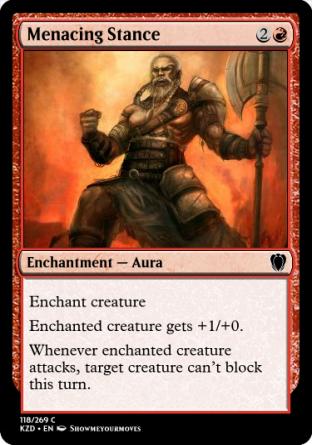 Menacing Stance 2
Enchantment — Aura
Enchant creature
Enchanted creature gets +1/+0.
Whenever enchanted creature
attacks, target creature can't block
this turn.
118/269 C
KZD • EN Showmeyourmoves